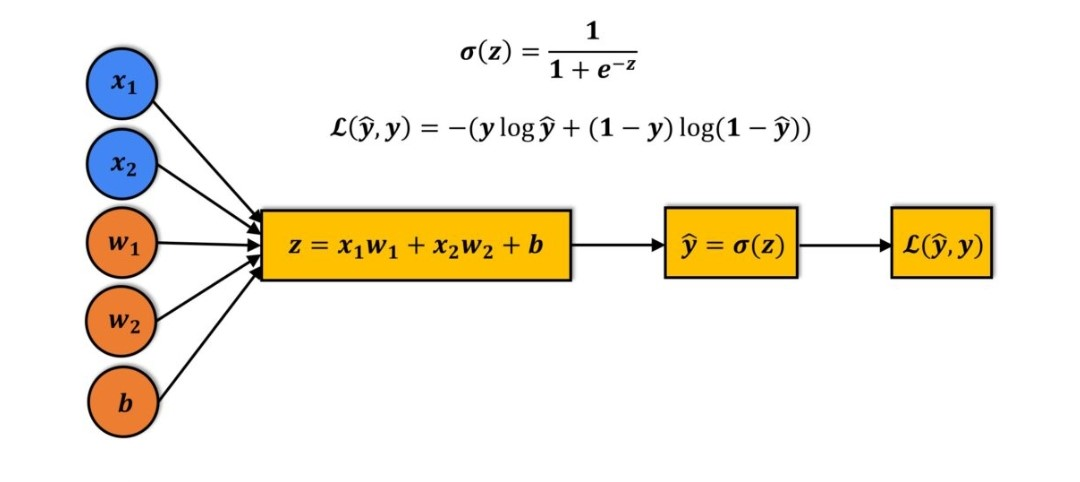 σ(z) = 1 / (1 + e^{−z})
ℒ(ŷ, y) = −(y log ŷ + (1 − y) log(1 − ŷ))
x₁
x₂
w₁
w₂
b
z = x₁w₁ + x₂w₂ + b
ŷ = σ(z)
ℒ(ŷ, y)